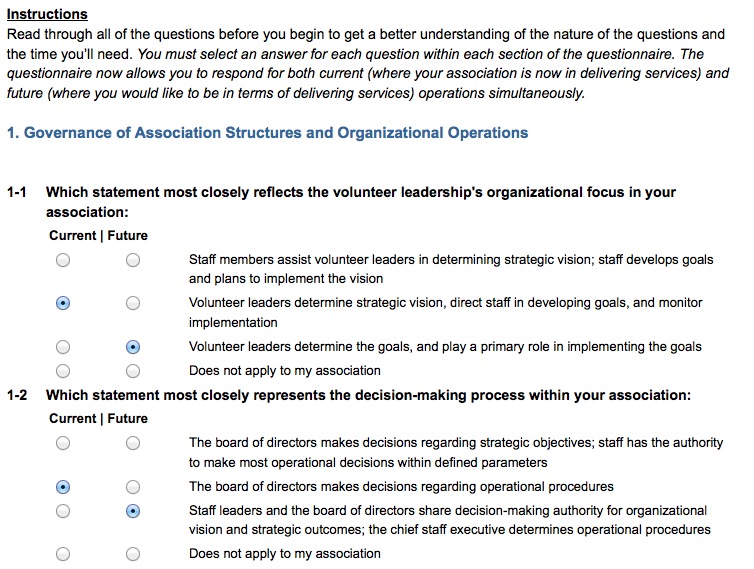 Instructions
Read through all of the questions before you begin to get a better understanding of the nature of the questions and
the time you'll need. You must select an answer for each question within each section of the questionnaire. The
questionnaire now allows you to respond for both current (where your association is now in delivering services) and
future (where you would like to be in terms of delivering services) operations simultaneously.
1. Governance of Association Structures and Organizational Operations
1-1 Which statement most closely reflects the volunteer leadership's organizational focus in your
association:
Current | Future
Staff members assist volunteer leaders in determining strategic vision; staff develops goals
and plans to implement the vision
Volunteer leaders determine strategic vision, direct staff in developing goals, and monitor
implementation
Volunteer leaders determine the goals, and play a primary role in implementing the goals
Does not apply to my association
1-2 Which statement most closely represents the decision-making process within your association:
Current | Future
The board of directors makes decisions regarding strategic objectives; staff has the authority
to make most operational decisions within defined parameters
The board of directors makes decisions regarding operational procedures
Staff leaders and the board of directors share decision-making authority for organizational
vision and strategic outcomes; the chief staff executive determines operational procedures
Does not apply to my association